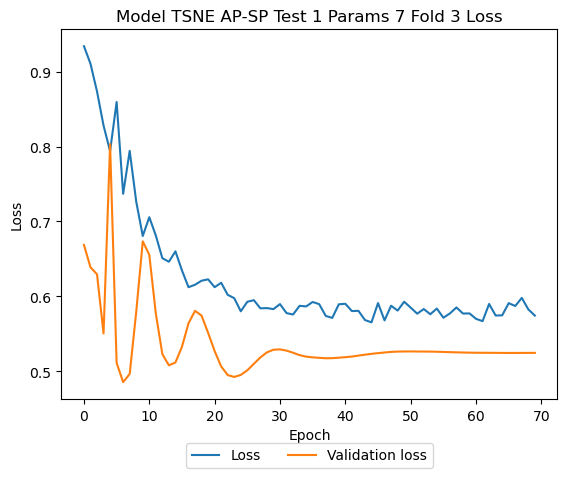 Model TSNE AP-SP Test 1 Params 7 Fold 3 Loss
0.9
0.8
0.7
0.6
0.5
Loss
0 10 20 30 40 50 60 70
Epoch
Loss Validation loss